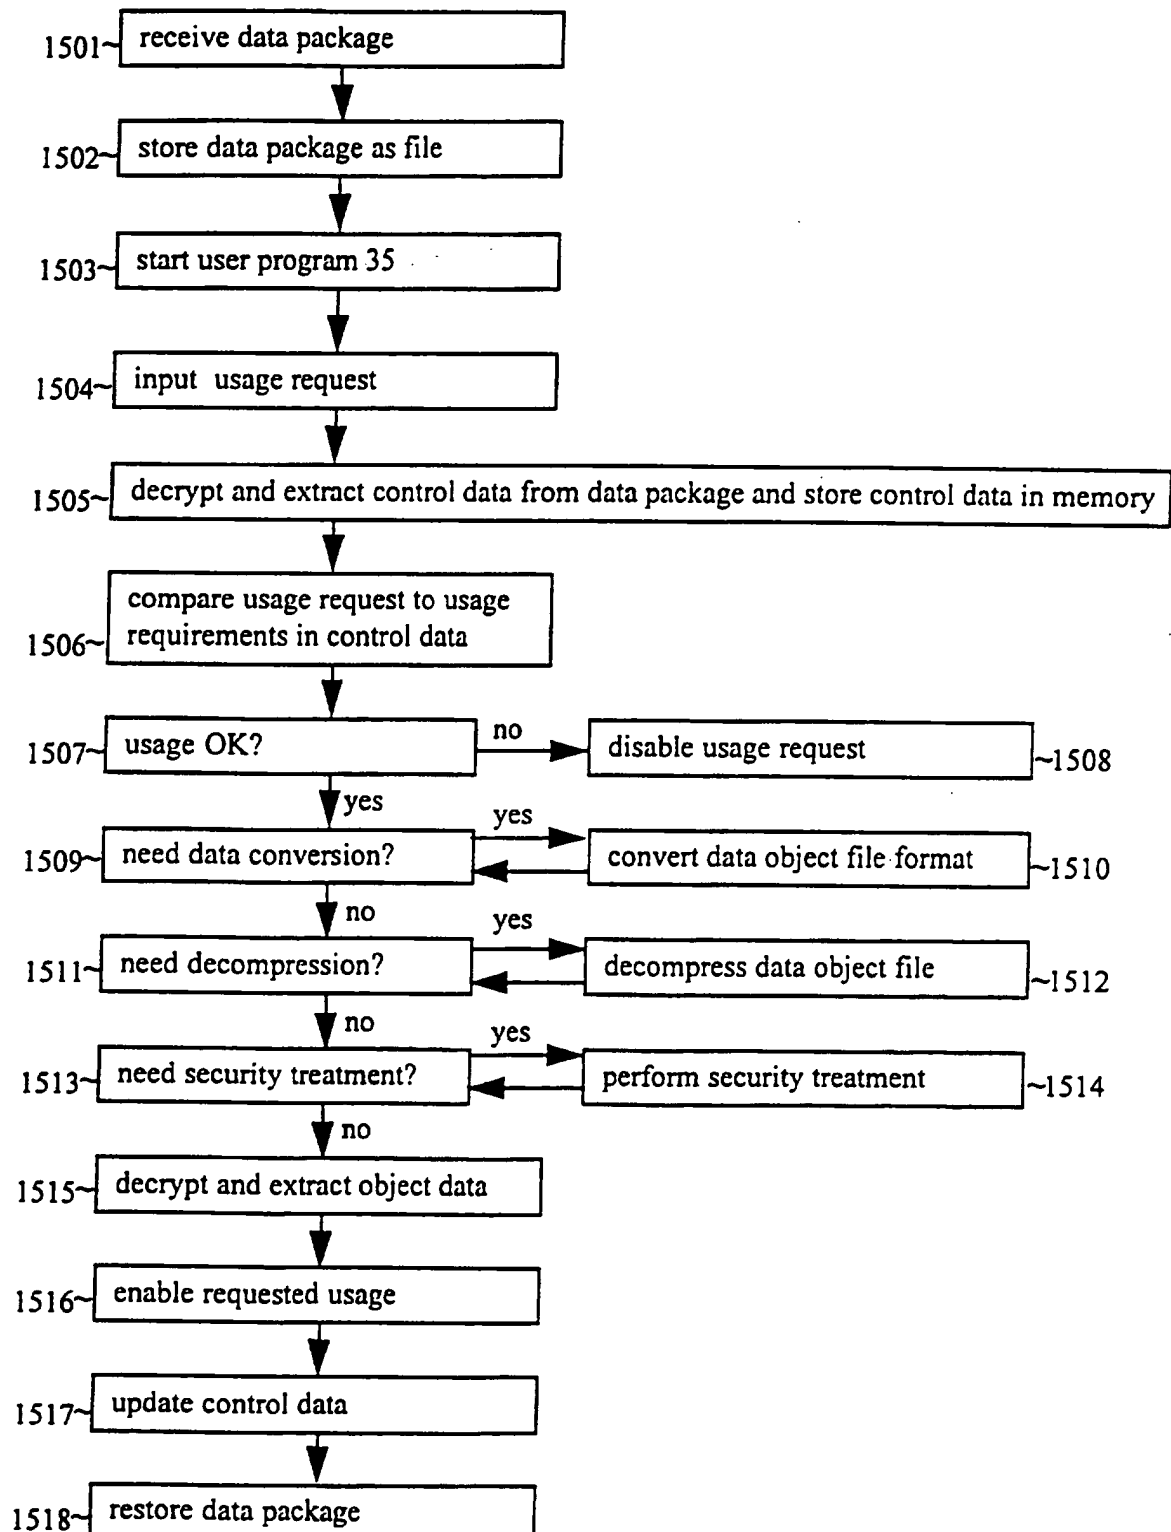 1501~ receive data package
1502~ store data package as file
1503~ start user program 35
1504~ input usage request
1505~ decrypt and extract control data from data package and store control data in memory
compare usage request to usage
1506~ requirements in control data
1507~ usage OK? no disable usage request ~1508
yes
yes
1509~ need data conversion? convert data object file format ~1510
no
yes
1511~ need decompression? decompress data object file ~1512
no
yes
1513~ need security treatment? perform security treatment ~1514
no
1515~ decrypt and extract object data
1516~ enable requested usage
1517~ update control data
1518~ restore data package